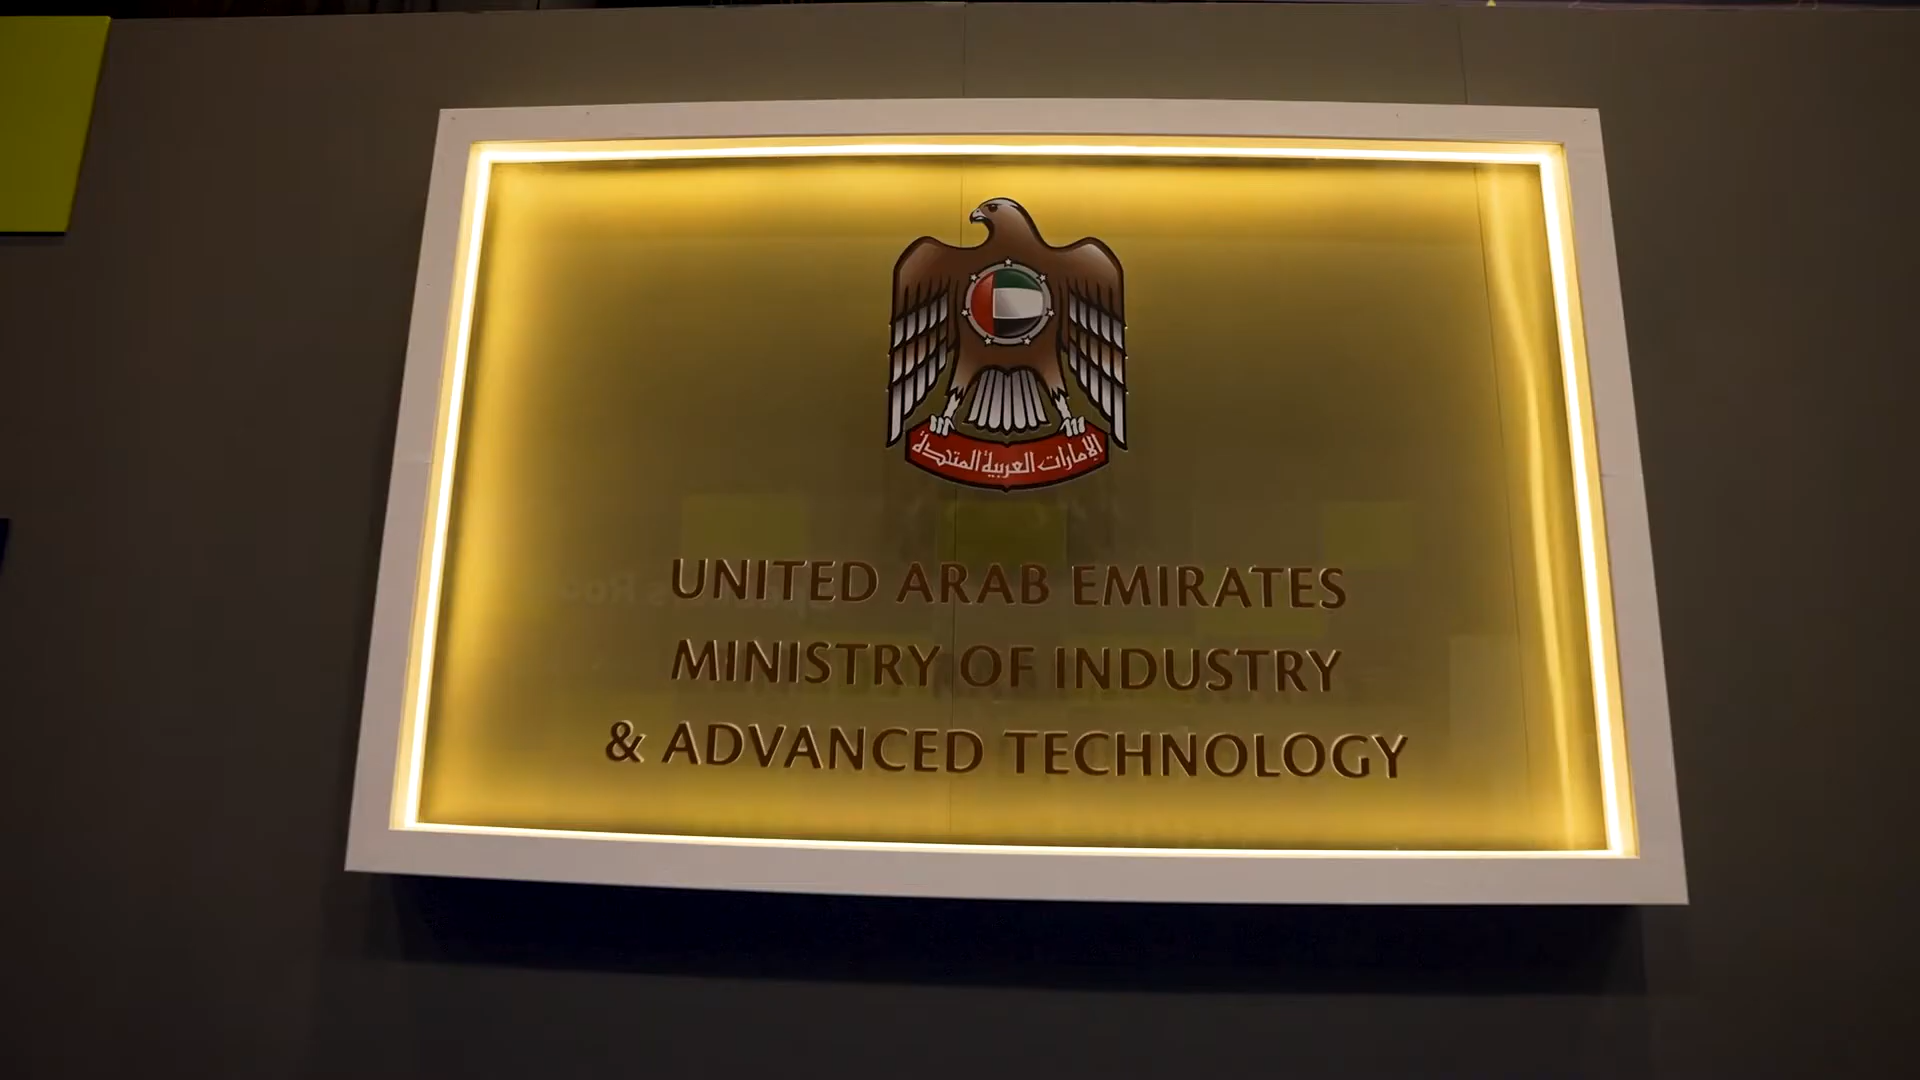 الإمارات العربية المتحدة
UNITED ARAB EMIRATES
MINISTRY OF INDUSTRY
& ADVANCED TECHNOLOGY